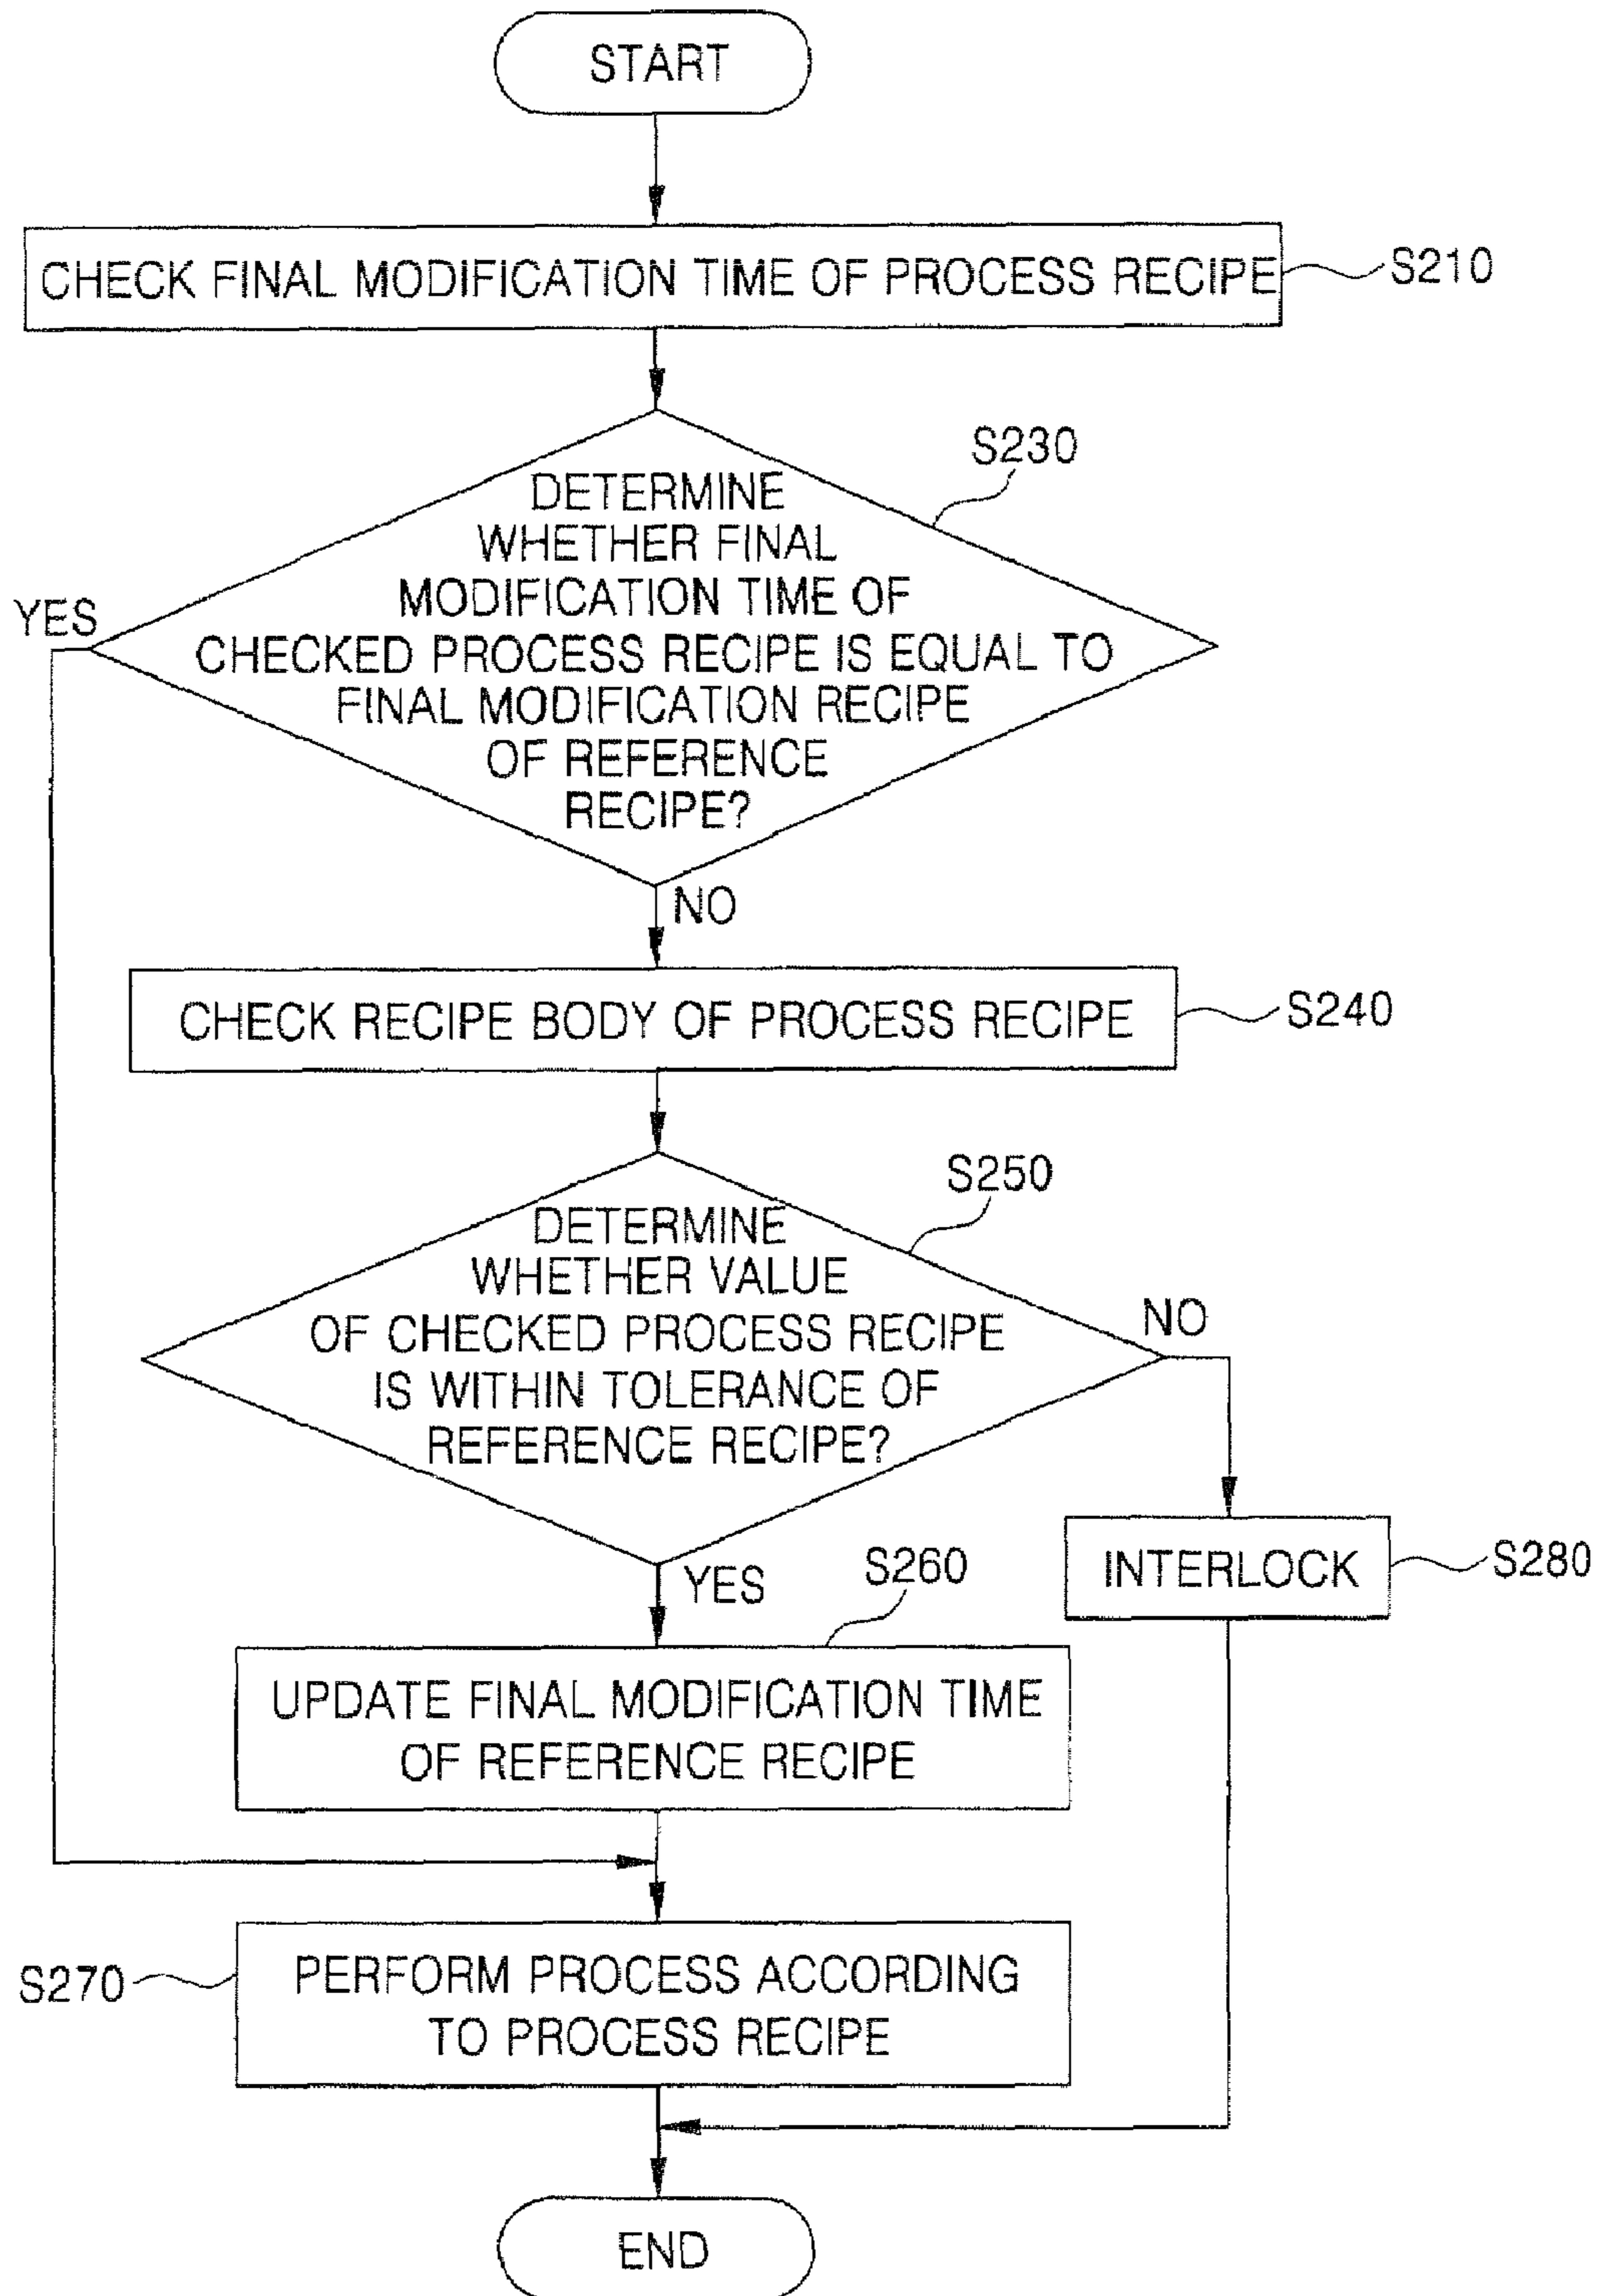 START
CHECK FINAL MODIFICATION TIME OF PROCESS RECIPE
S210
S230
DETERMINE
WHETHER FINAL
MODIFICATION TIME OF
CHECKED PROCESS RECIPE IS EQUAL TO
FINAL MODIFICATION RECIPE
OF REFERENCE
RECIPE?
YES
NO
CHECK RECIPE BODY OF PROCESS RECIPE
S240
S250
DETERMINE
WHETHER VALUE
OF CHECKED PROCESS RECIPE
IS WITHIN TOLERANCE OF
REFERENCE RECIPE?
NO
YES
INTERLOCK
S280
S260
UPDATE FINAL MODIFICATION TIME
OF REFERENCE RECIPE
S270
PERFORM PROCESS ACCORDING
TO PROCESS RECIPE
END